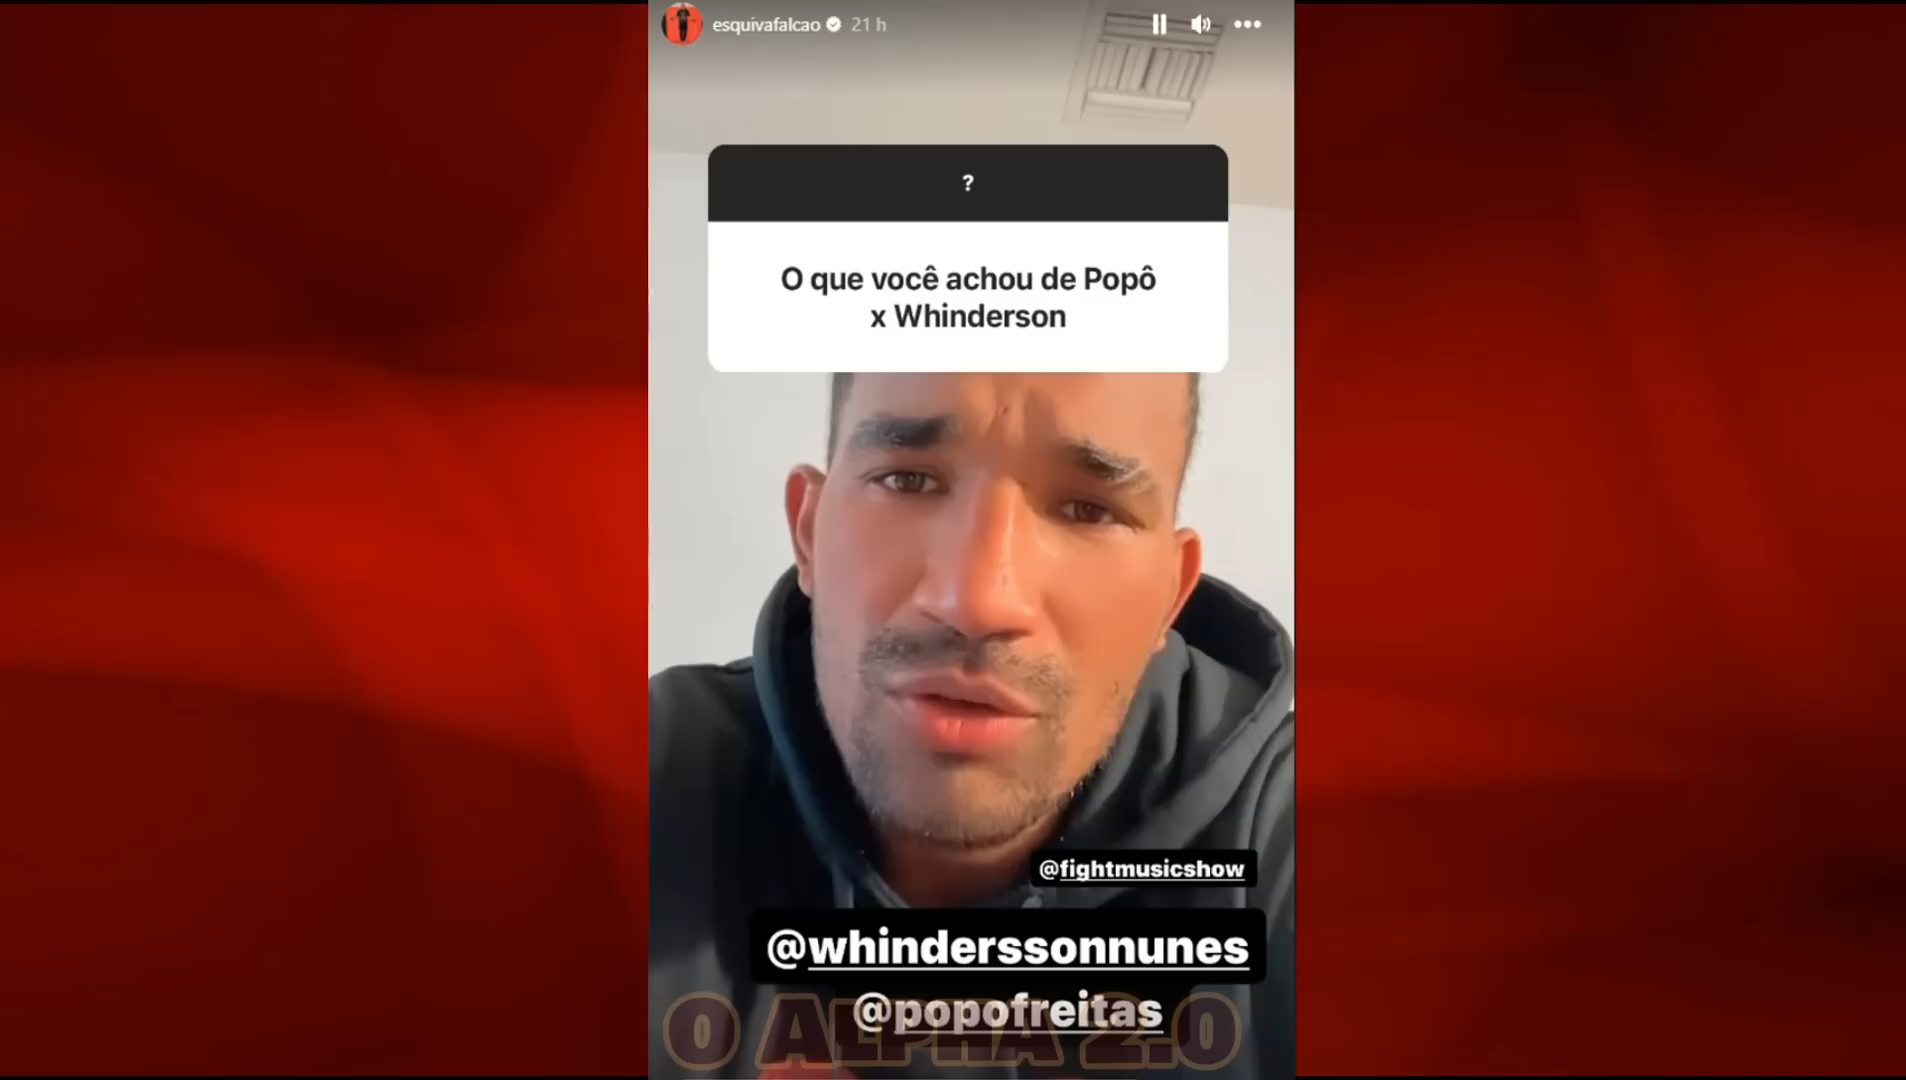 esquivafalcao 21 h
?
O que você achou de Popô
x Whinderson
@fightmusicshow
@whinderssonnunes
@popofreitas
O ALPHA 2.0